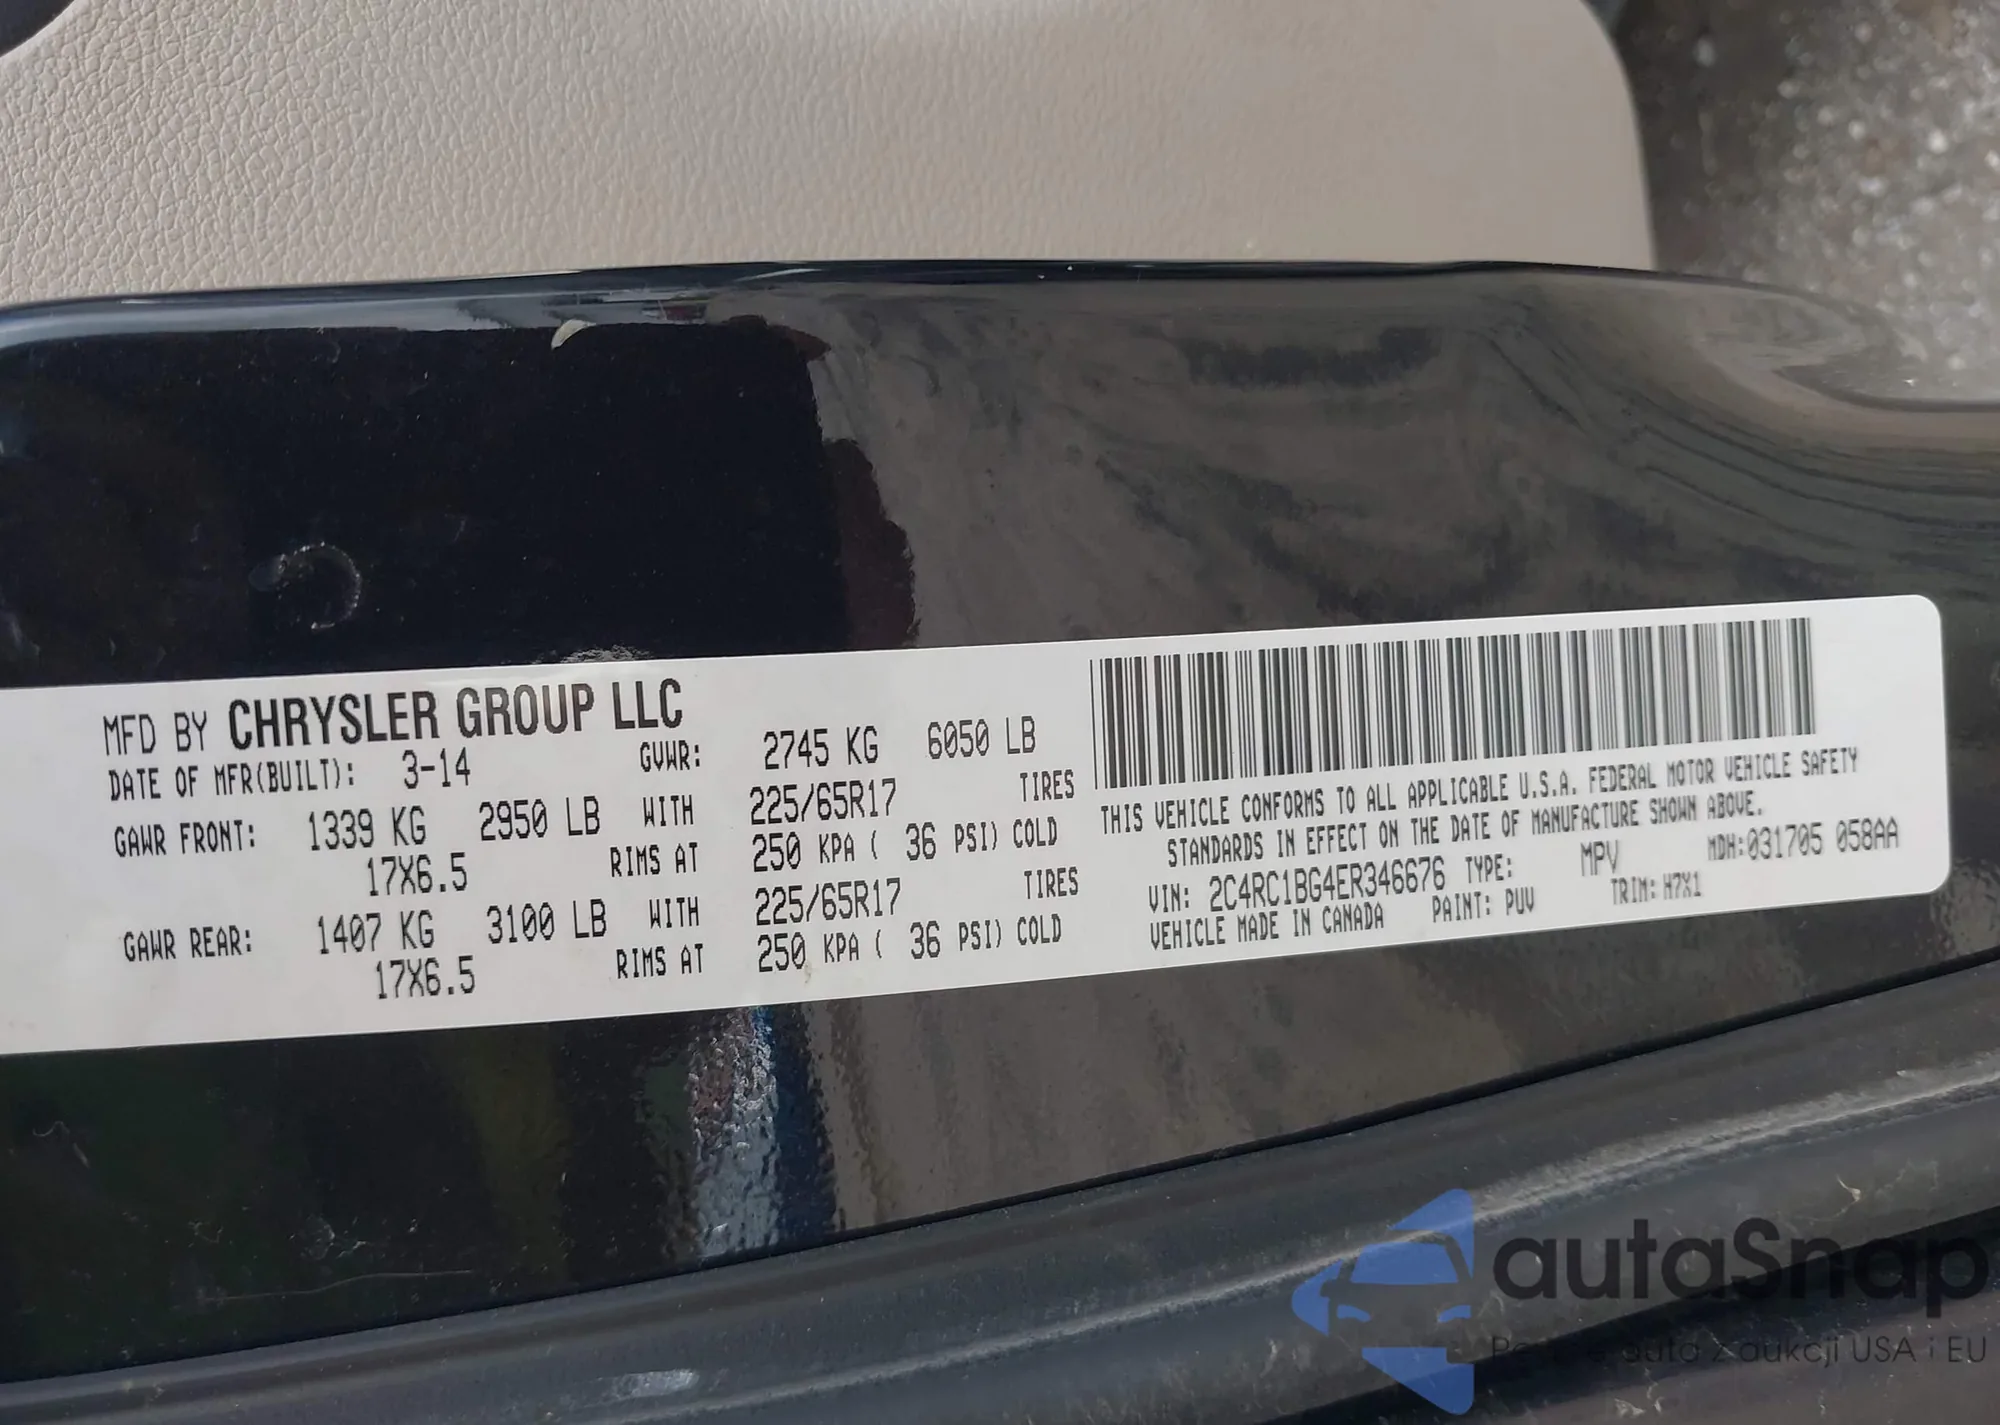 MFD BY CHRYSLER GROUP LLC
DATE OF MFR(BUILT): 3-14 GVWR: 2745 KG 6050 LB
GAWR FRONT: 1339 KG 2950 LB WITH 225/65R17 TIRES
17X6.5 RIMS AT 250 KPA ( 36 PSI) COLD
GAWR REAR: 1407 KG 3100 LB WITH 225/65R17 TIRES
17X6.5 RIMS AT 250 KPA ( 36 PSI) COLD
THIS VEHICLE CONFORMS TO ALL APPLICABLE U.S.A. FEDERAL MOTOR VEHICLE SAFETY
STANDARDS IN EFFECT ON THE DATE OF MANUFACTURE SHOWN ABOVE.
VIN: 2C4RC1BG4ER346676 TYPE: MPV MDH:031705 058AA
VEHICLE MADE IN CANADA PAINT: PUV TRIM: H7X1
autaSnap
auto z aukcji USA i EU